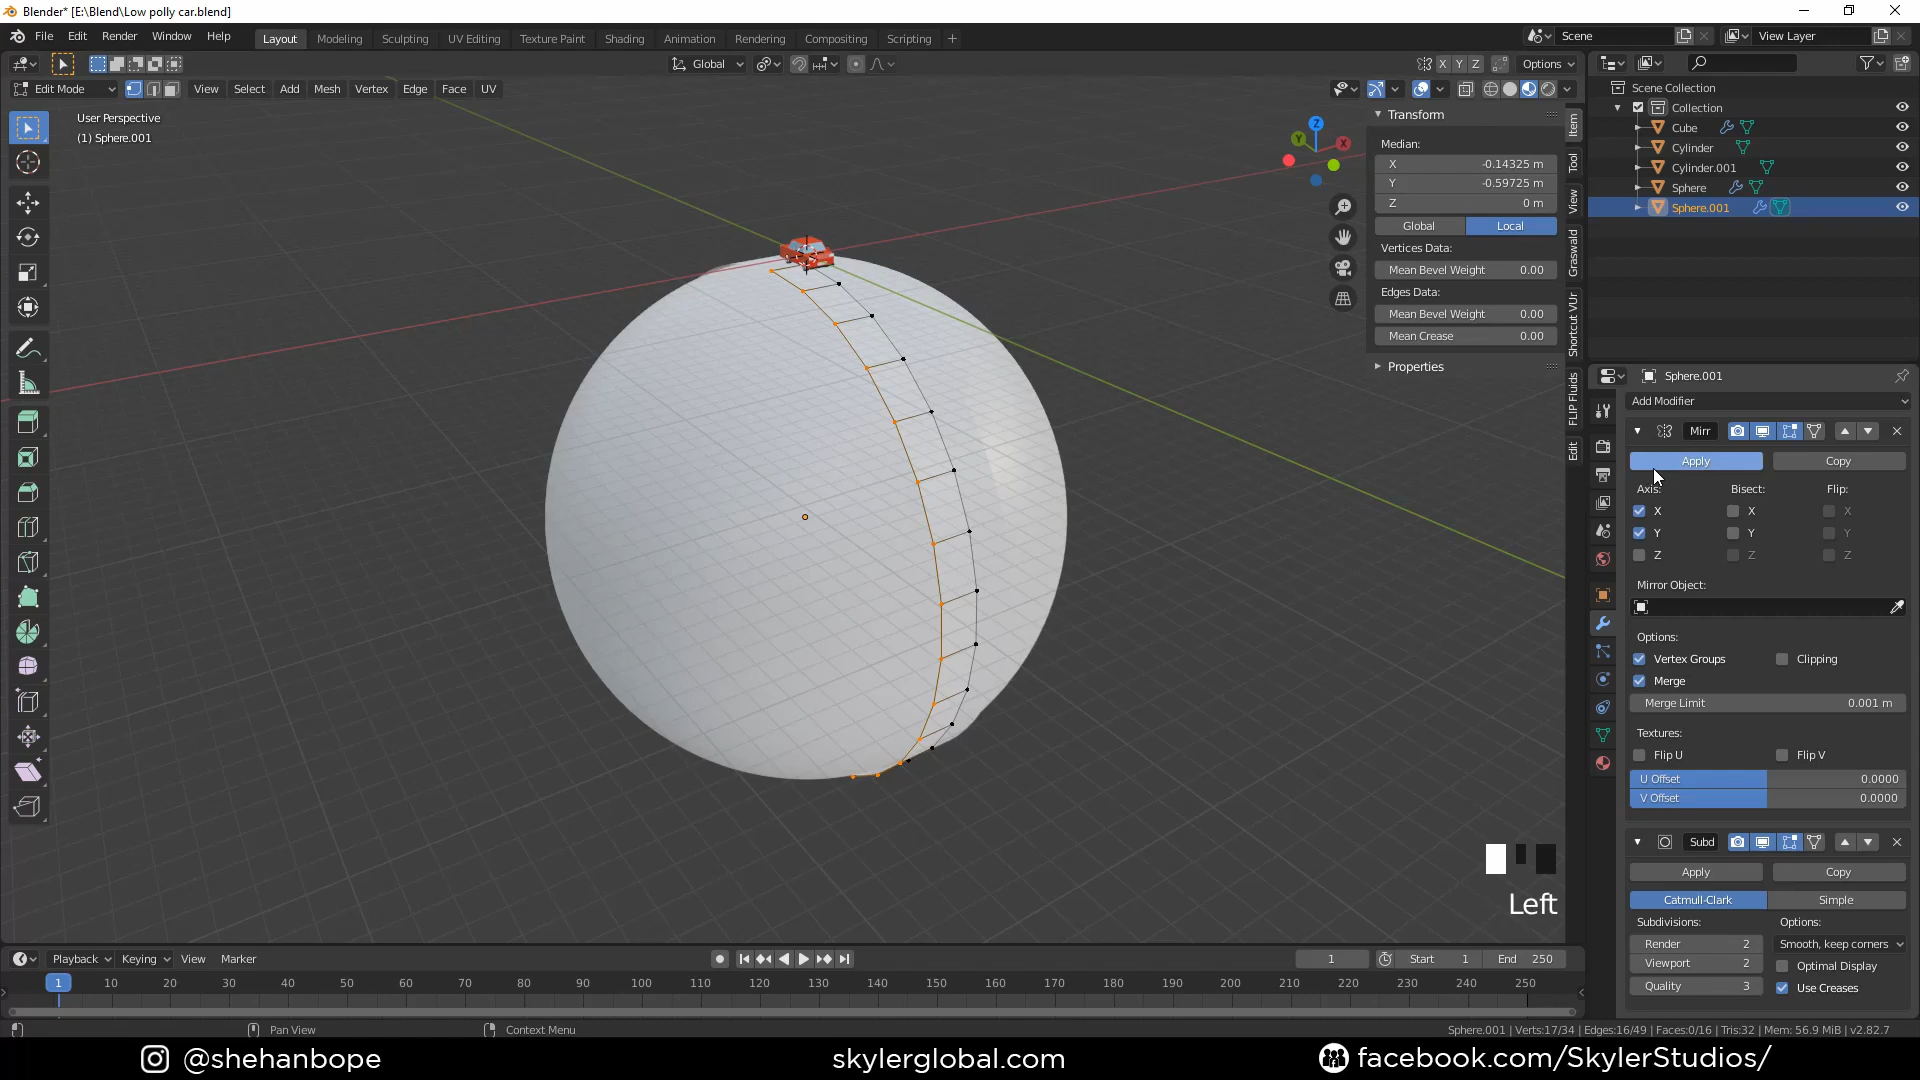 Blender* [E:\Blend\Low polly car.blend]
File Edit Render Window Help
Layout Modeling Sculpting UV Editing Texture Paint Shading Animation Rendering Compositing Scripting +
Scene View Layer
Global X Y Z Options
Edit Mode View Select Add Mesh Vertex Edge Face UV
User Perspective
(1) Sphere.001
Z
Y
X
Transform
Median:
X -0.14325 m
Y -0.59725 m
Z 0 m
Global Local
Vertices Data:
Mean Bevel Weight 0.00
Edges Data:
Mean Bevel Weight 0.00
Mean Crease 0.00
Properties
Item
Tool
View
Graswald
Shortcut VUr
FLIP Fluids
Edit
Scene Collection
Collection
Cube
Cylinder
Cylinder.001
Sphere
Sphere.001
Sphere.001
Add Modifier
Mirr
Apply Copy
Axis: Bisect: Flip:
X X X
Y Y Y
Z Z Z
Mirror Object:
Options:
Vertex Groups Clipping
Merge
Merge Limit 0.001 m
Textures:
Flip U Flip V
U Offset 0.0000
V Offset 0.0000
Subd
Apply Copy
Catmull-Clark Simple
Subdivisions: Options:
Render 2 Smooth, keep corners
Viewport 2 Optimal Display
Quality 3 Use Creases
Left
Playback Keying View Marker 1 Start 1 End 250
1 10 20 30 40 50 60 70 80 90 100 110 120 130 140 150 160 170 180 190 200 210 220 230 240 250
Pan View Context Menu Sphere.001 | Verts:17/34 | Edges:16/49 | Faces:0/16 | Tris:32 | Mem: 56.9 MiB | v2.82.7
@shehanbope skylerglobal.com facebook.com/SkylerStudios/